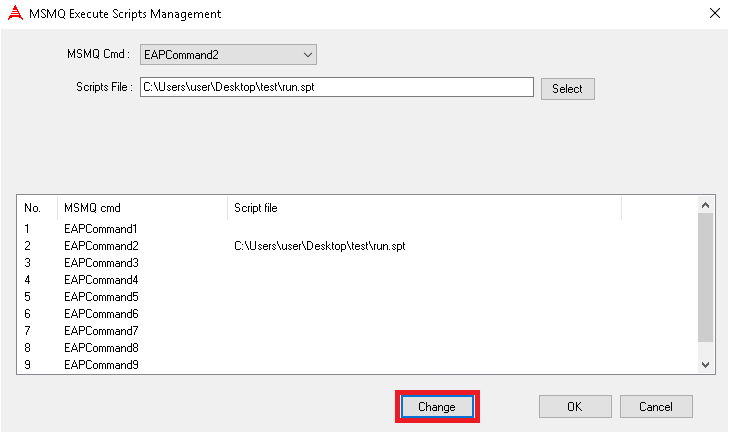 MSMQ Execute Scripts Management
MSMQ Cmd : EAPCommand2
Scripts File : C:\Users\user\Desktop\test\run.spt Select
No. MSMQ cmd Script file
1 EAPCommand1
2 EAPCommand2 C:\Users\user\Desktop\test\run.spt
3 EAPCommand3
4 EAPCommand4
5 EAPCommand5
6 EAPCommand6
7 EAPCommand7
8 EAPCommand8
9 EAPCommand9
Change OK Cancel